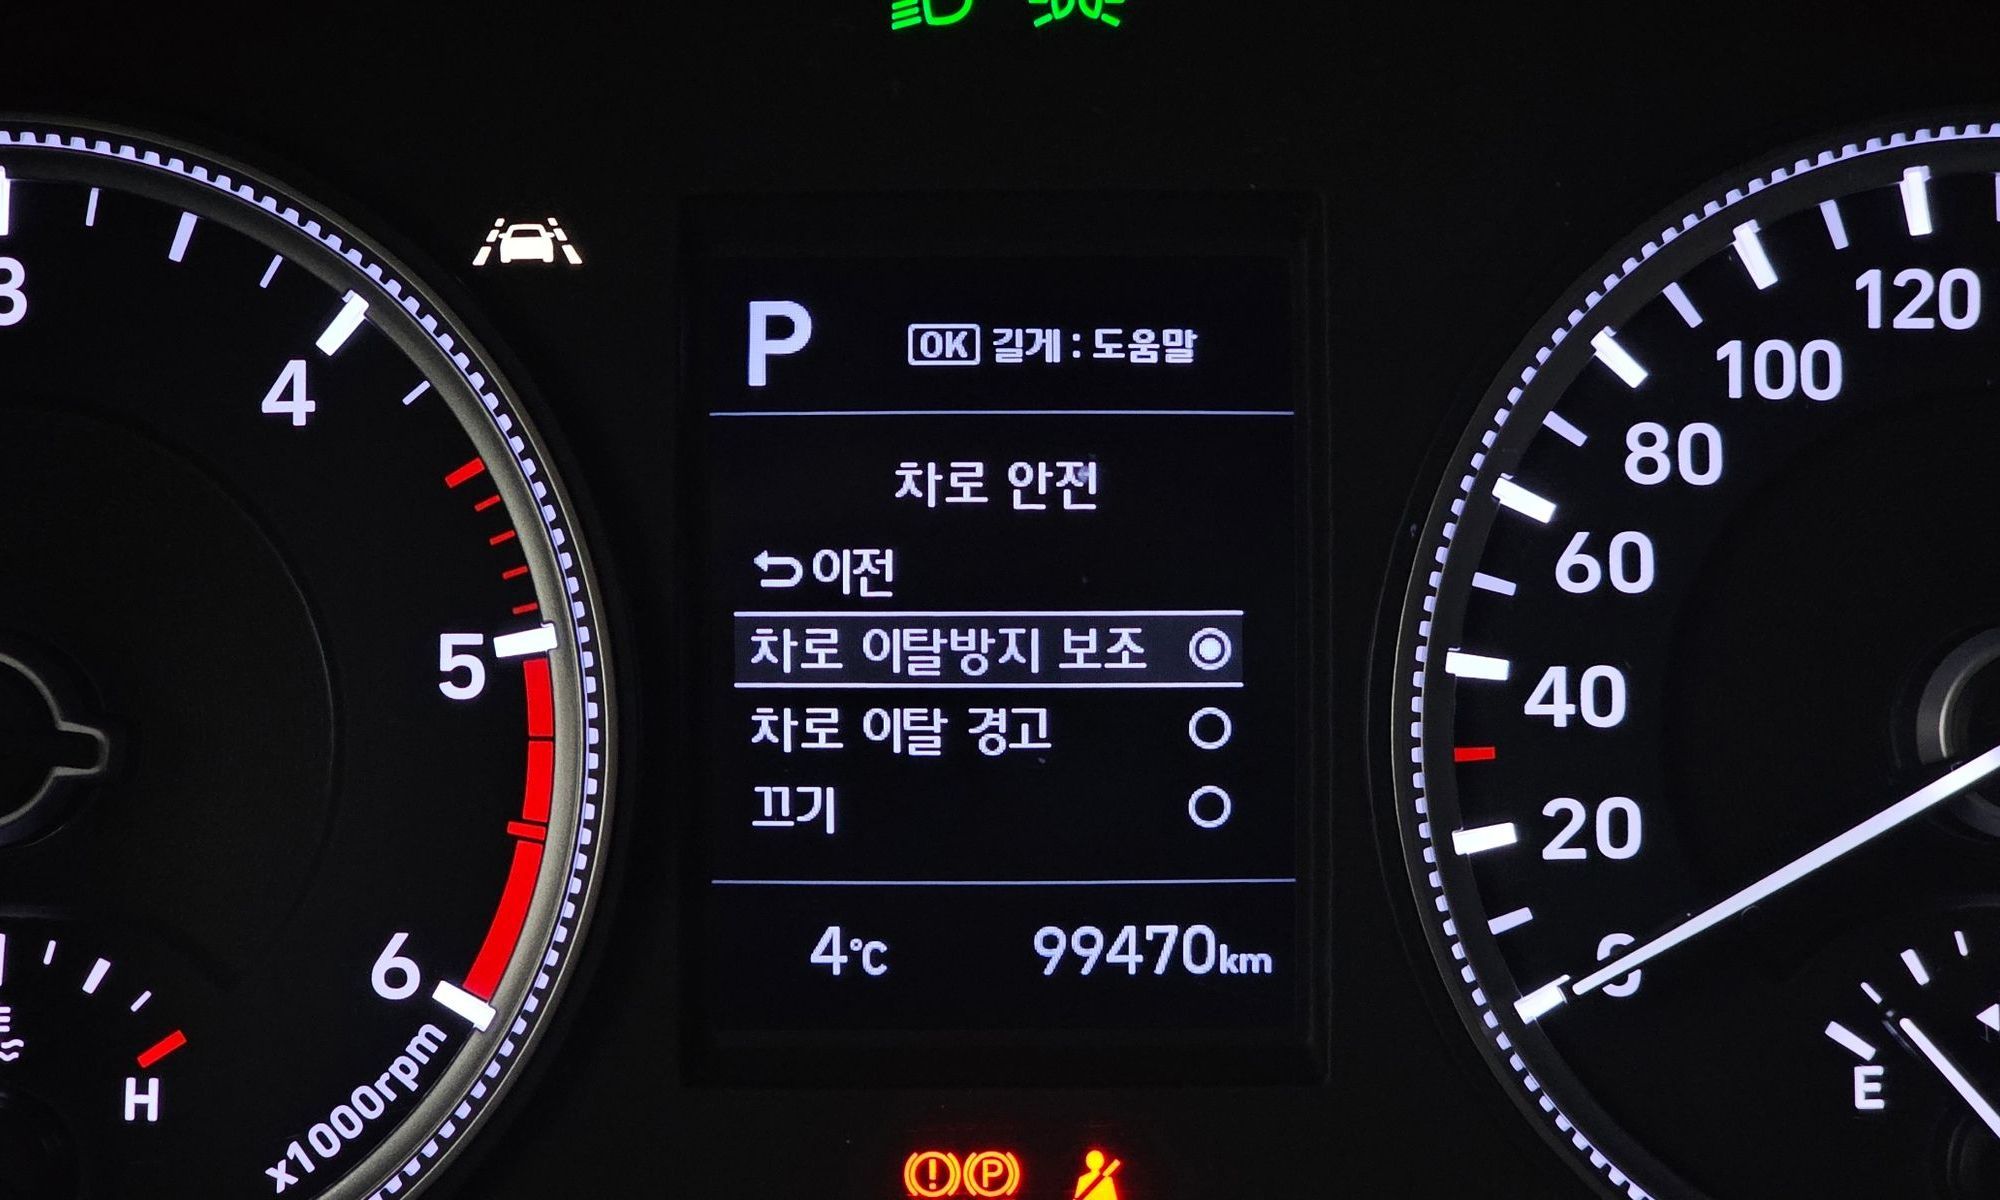 P
OK 길게 : 도움말
차로 안전
이전
차로 이탈방지 보조
차로 이탈 경고
끄기
4℃ 99470km
3
4
5
6
x1000rpm
H
120
100
80
60
40
20
0
E
(!) (P)